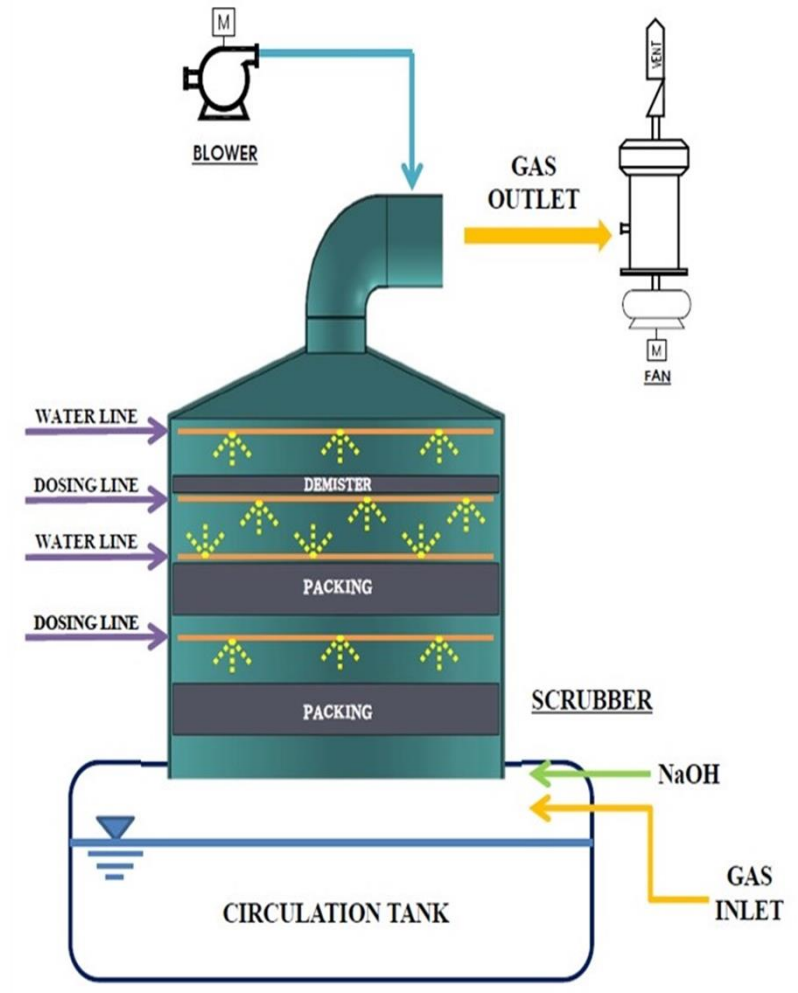 M
BLOWER
VENT
GAS
OUTLET
M
FAN
WATER LINE
DOSING LINE
DEMISTER
WATER LINE
PACKING
DOSING LINE
PACKING
SCRUBBER
NaOH
GAS
INLET
CIRCULATION TANK